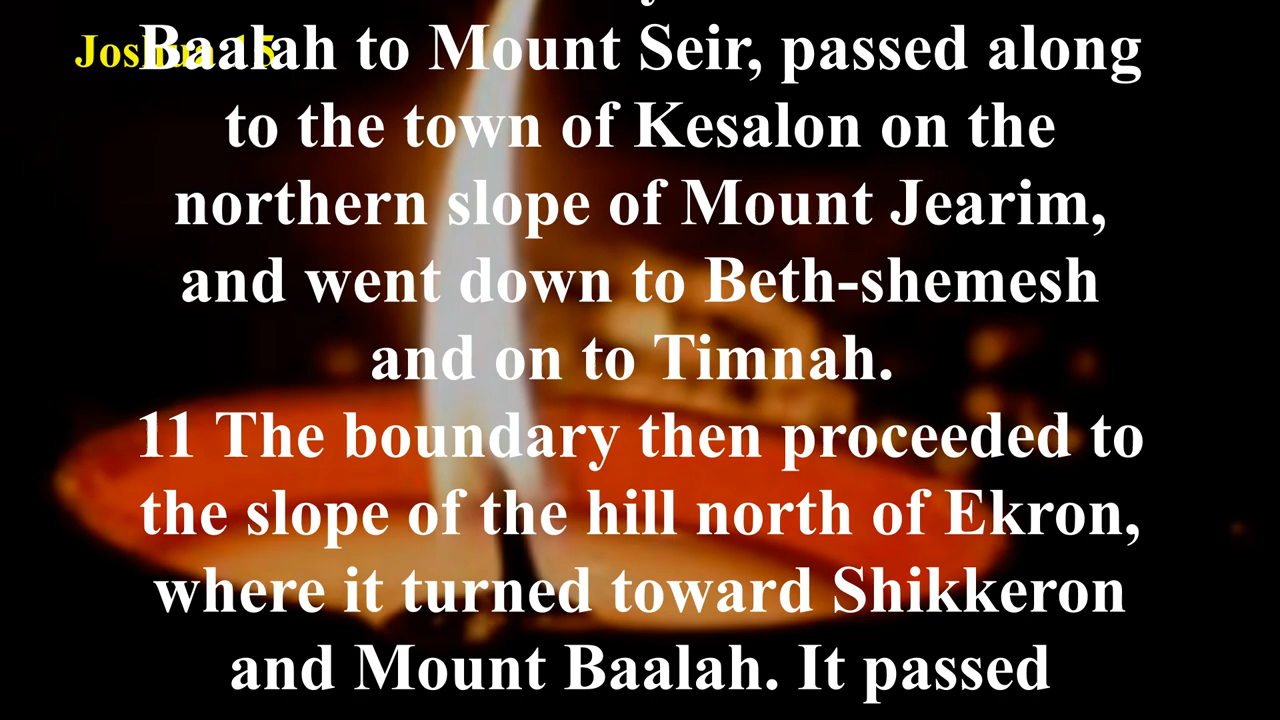 Joshua 15:
Baalah to Mount Seir, passed along
to the town of Kesalon on the
northern slope of Mount Jearim,
and went down to Beth-shemesh
and on to Timnah.
11 The boundary then proceeded to
the slope of the hill north of Ekron,
where it turned toward Shikkeron
and Mount Baalah. It passed